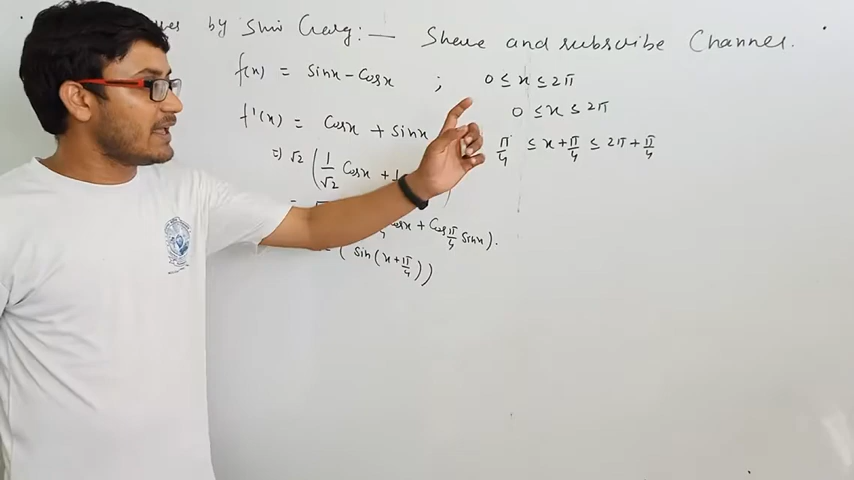 by Shiv Garg:— Share and subscribe Channel.
f(x) = sinx - Cosx ; 0 ≤ x ≤ 2π
f'(x) = Cosx + sinx
0 ≤ x ≤ 2π
⇒ √2 ( 1/√2 Cosx + 1
π/4 ≤ x + π/4 ≤ 2π + π/4
Cosx + Cos π/4 sinx).
( sin(x + π/4))